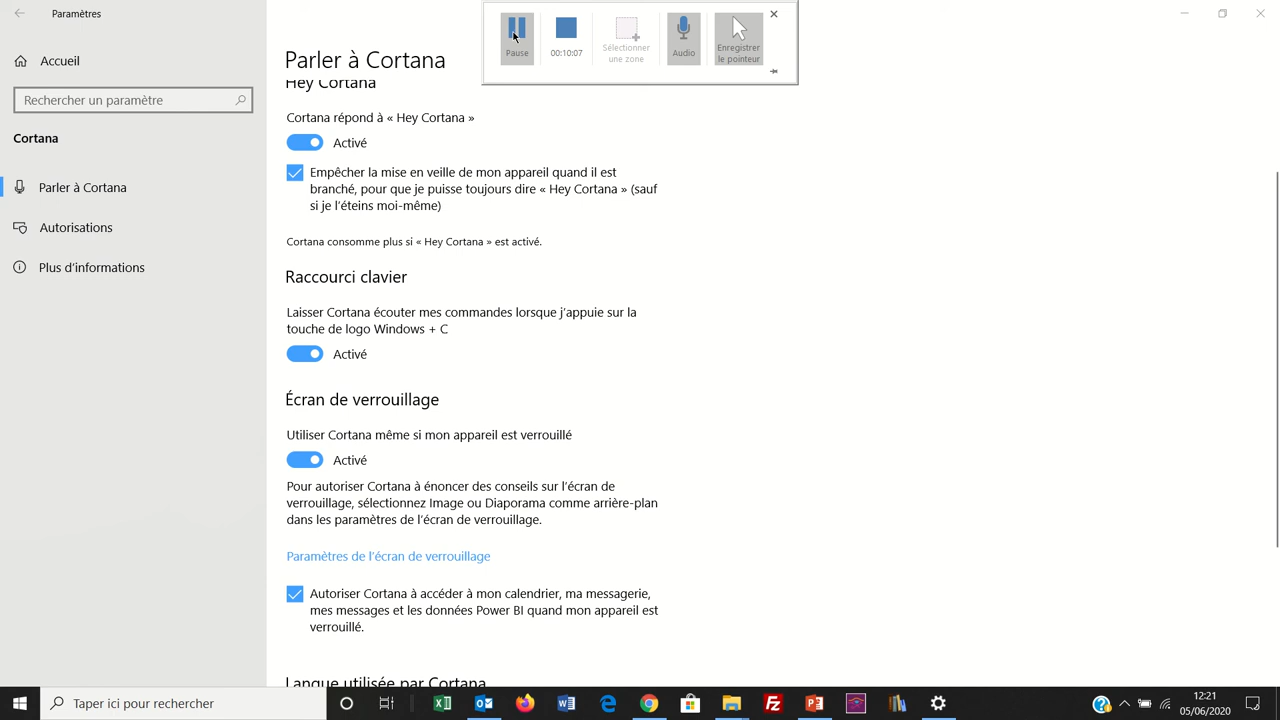 Paramètres
Accueil
Rechercher un paramètre
Cortana
Parler à Cortana
Autorisations
Plus d'informations
Pause
00:10:07
Sélectionner
une zone
Audio
Enregistrer
le pointeur
Parler à Cortana
Hey Cortana
Cortana répond à « Hey Cortana »
Activé
Empêcher la mise en veille de mon appareil quand il est
branché, pour que je puisse toujours dire « Hey Cortana » (sauf
si je l'éteins moi-même)
Cortana consomme plus si « Hey Cortana » est activé.
Raccourci clavier
Laisser Cortana écouter mes commandes lorsque j'appuie sur la
touche de logo Windows + C
Activé
Écran de verrouillage
Utiliser Cortana même si mon appareil est verrouillé
Activé
Pour autoriser Cortana à énoncer des conseils sur l'écran de
verrouillage, sélectionnez Image ou Diaporama comme arrière-plan
dans les paramètres de l'écran de verrouillage.
Paramètres de l'écran de verrouillage
Autoriser Cortana à accéder à mon calendrier, ma messagerie,
mes messages et les données Power BI quand mon appareil est
verrouillé.
Langue utilisée par Cortana
Taper ici pour rechercher
12:21
05/06/2020